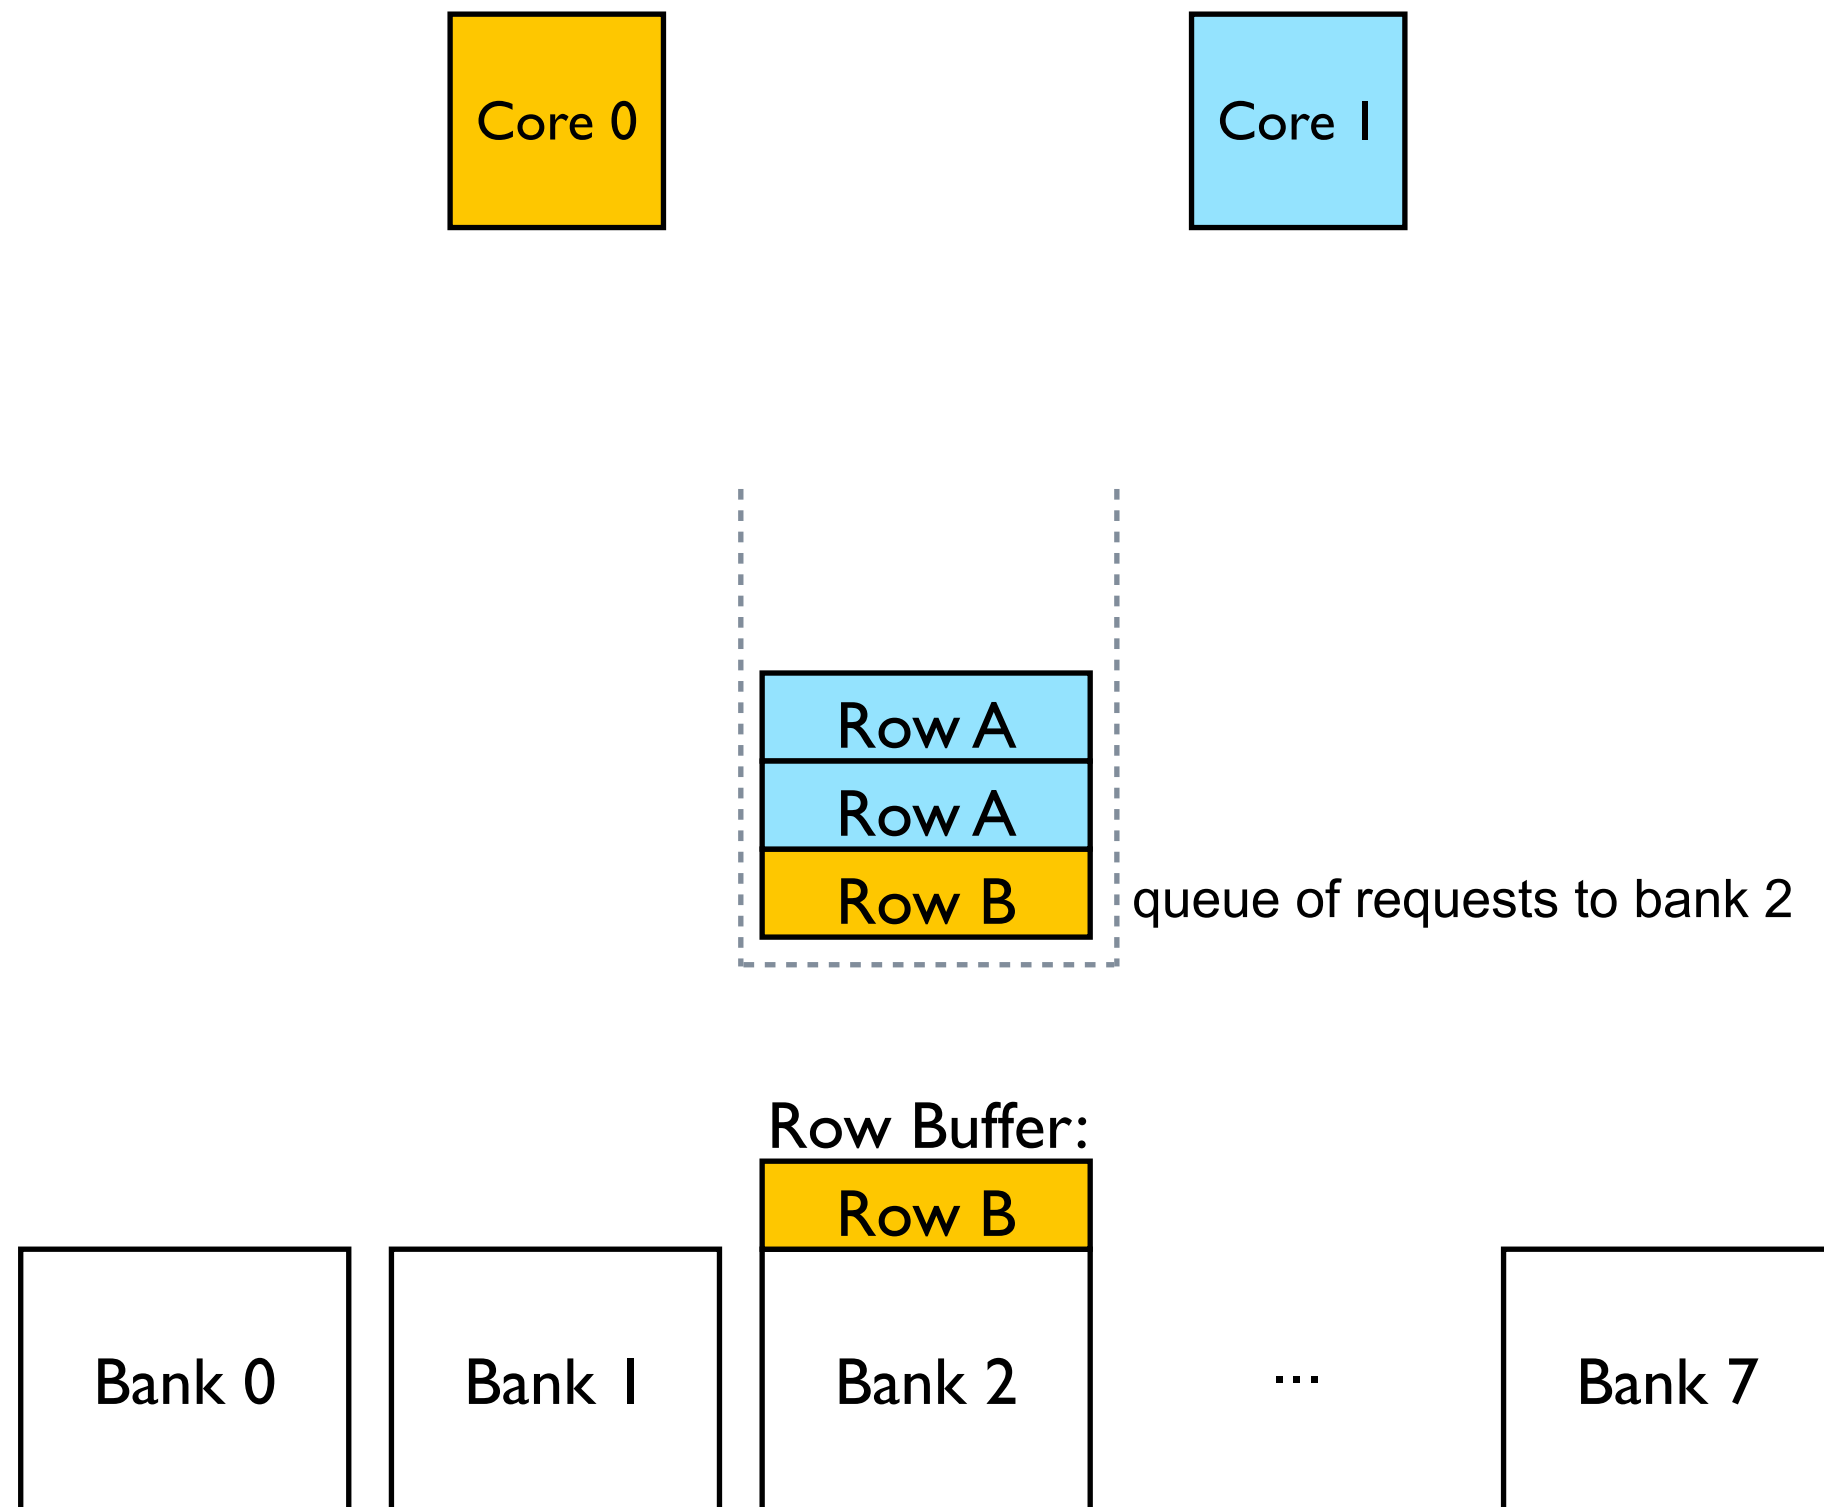 Core 0
Core 1
Row A
Row A
Row B
queue of requests to bank 2
Row Buffer:
Row B
Bank 0
Bank 1
Bank 2
...
Bank 7